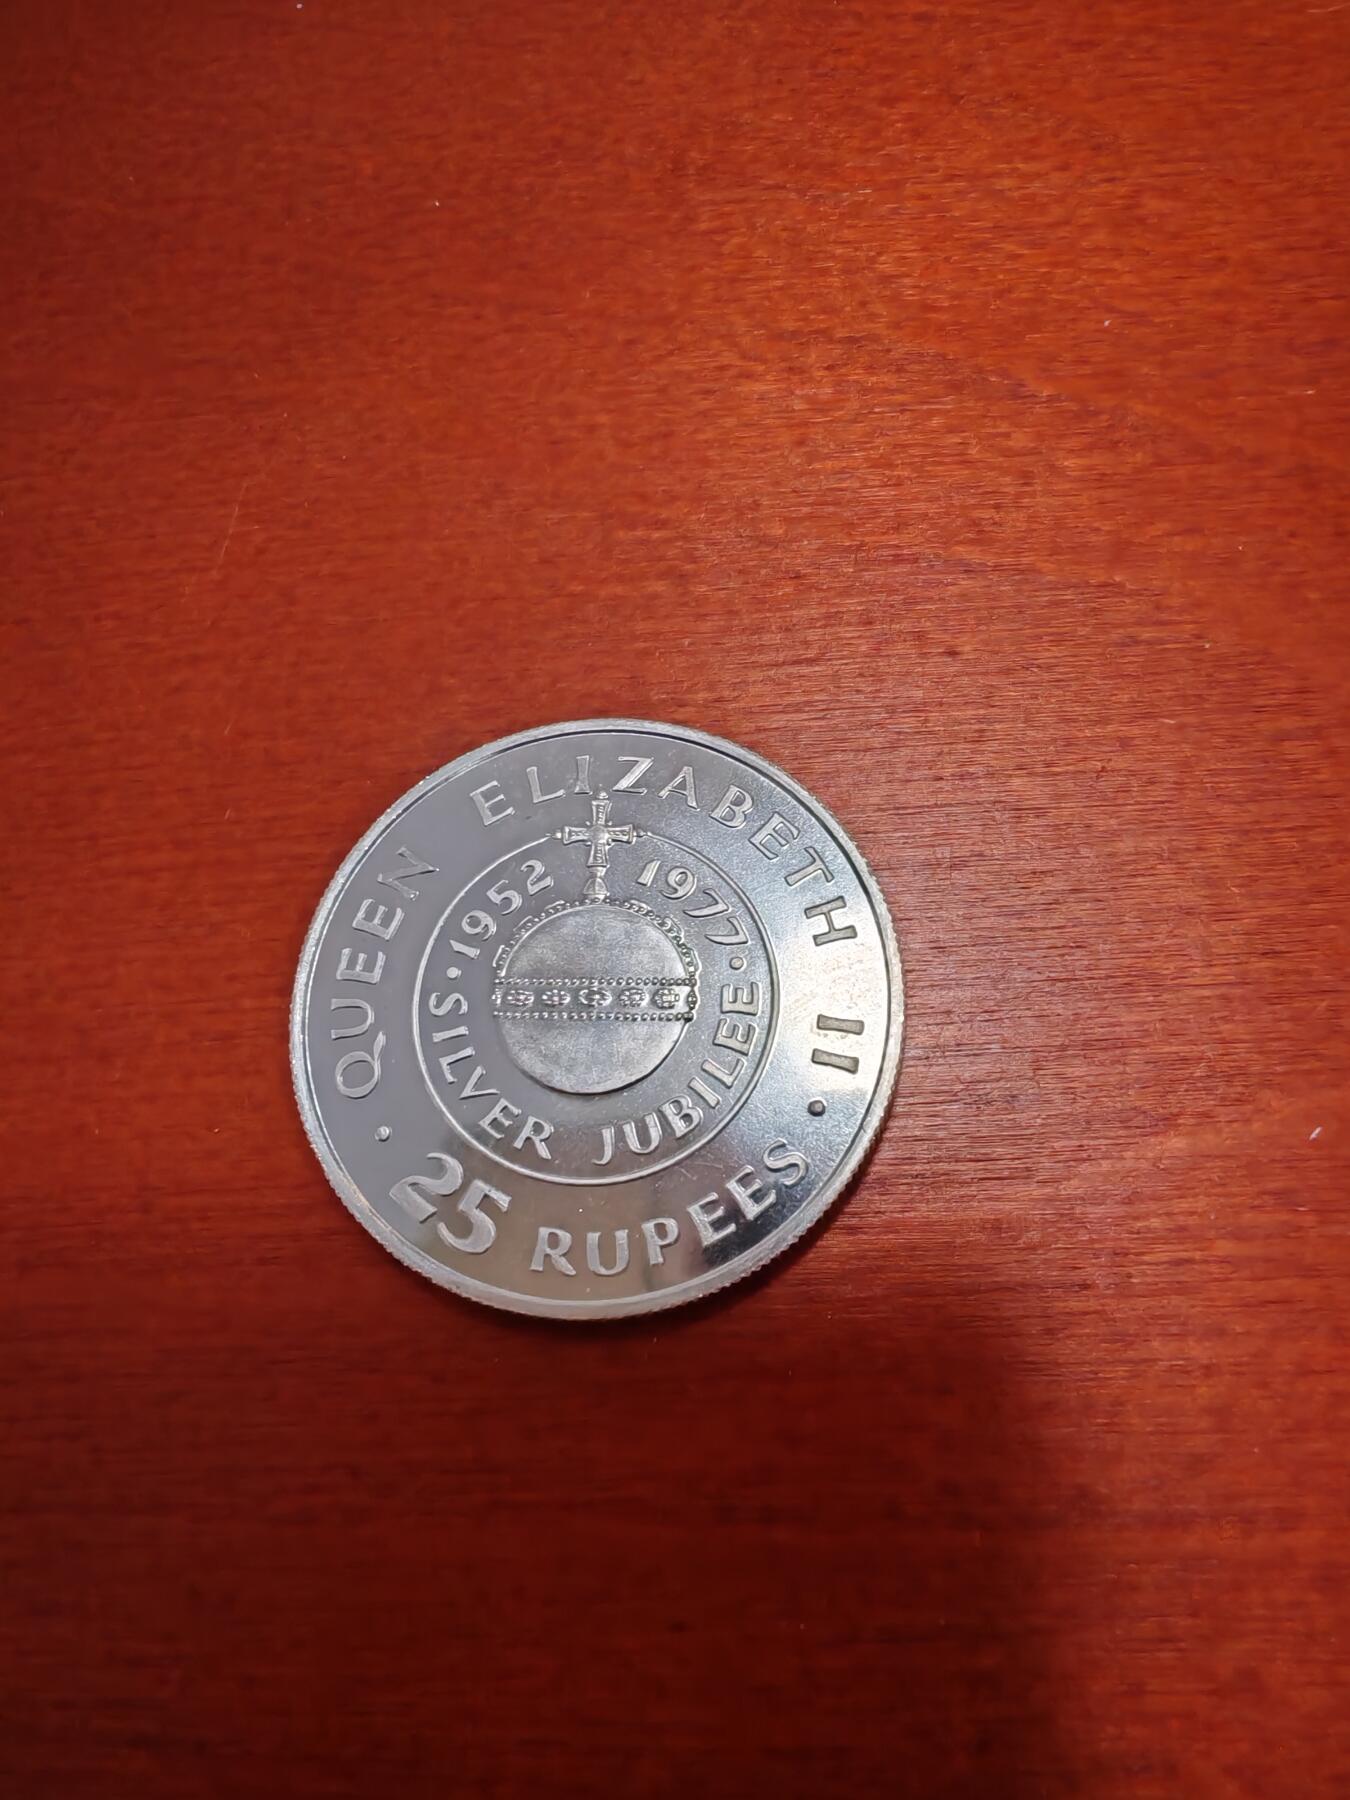 QUEEN ELIZABETH II
• 25 RUPEES •
1952 1977
• SILVER JUBILEE •